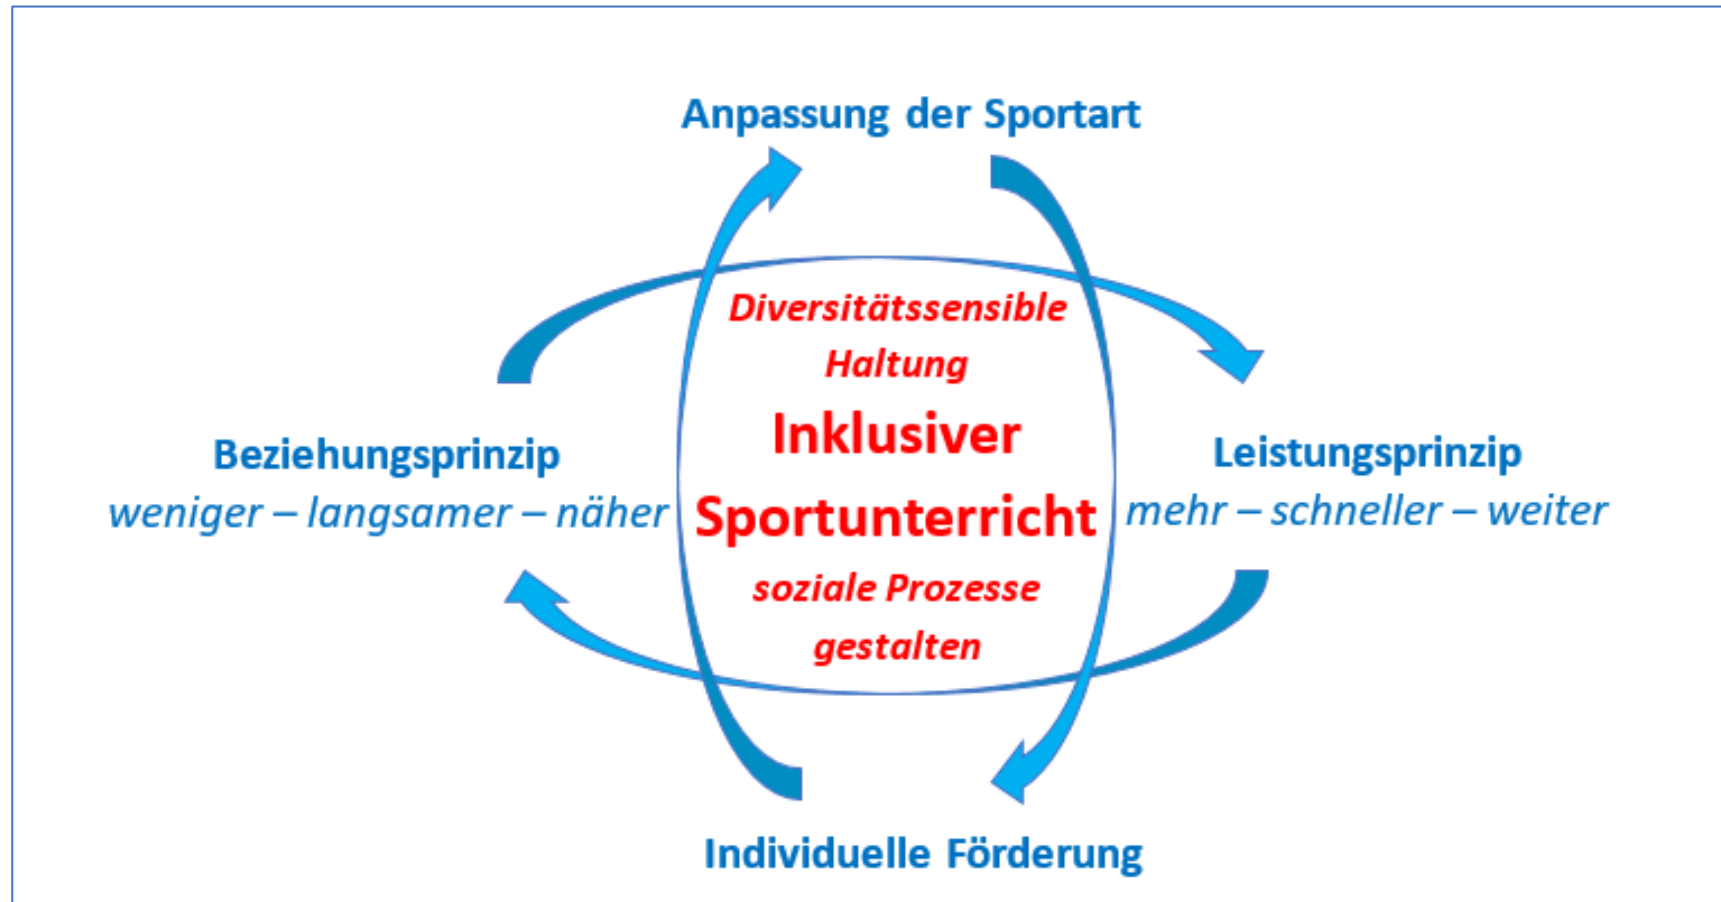 Anpassung der Sportart
Diversitätssensible
Haltung
Inklusiver
Sportunterricht
soziale Prozesse
gestalten
Beziehungsprinzip
weniger – langsamer – näher
Leistungsprinzip
mehr – schneller – weiter
Individuelle Förderung